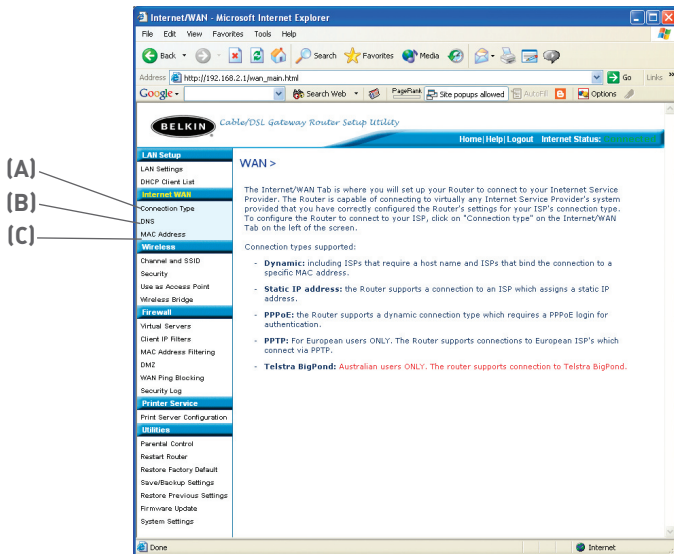 Internet/WAN - Microsoft Internet Explorer
File Edit View Favorites Tools Help
Back Search Favorites Media
Address http://192.168.2.1/wan_main.html Go Links »
Google Search Web PageRank Site popups allowed AutoFill Options
BELKIN Cable/DSL Gateway Router Setup Utility
Home|Help|Logout Internet Status:
LAN Setup
LAN Settings
DHCP Client List
Internet WAN
(A) Connection Type
(B) DNS
(C) MAC Address
Wireless
Channel and SSID
Security
Use as Access Point
Wireless Bridge
Firewall
Virtual Servers
Client IP Filters
MAC Address Filtering
DMZ
WAN Ping Blocking
Security Log
Printer Service
Print Server Configuration
Utilities
Parental Control
Restart Router
Restore Factory Default
Save/Backup Settings
Restore Previous Settings
Firmware Update
System Settings
WAN >
The Internet/WAN Tab is where you will set up your Router to connect to your Ineternet Service
Provider. The Router is capable of connecting to virtually any Internet Service Provider's system
provided that you have correctly configured the Router's settings for your ISP's connection type.
To configure the Router to connect to your ISP, click on "Connection type" on the Internet/WAN
Tab on the left of the screen.
Connection types supported:
- Dynamic: including ISPs that require a host name and ISPs that bind the connection to a
specific MAC address.
- Static IP address: the Router supports a connection to an ISP which assigns a static IP
address.
- PPPoE: the Router supports a dynamic connection type which requires a PPPoE login for
authentication.
- PPTP: For European users ONLY. The Router supports connections to European ISP's which
connect via PPTP.
- Telstra BigPond: Australian users ONLY. The router supports connection to Telstra BigPond.
Done Internet